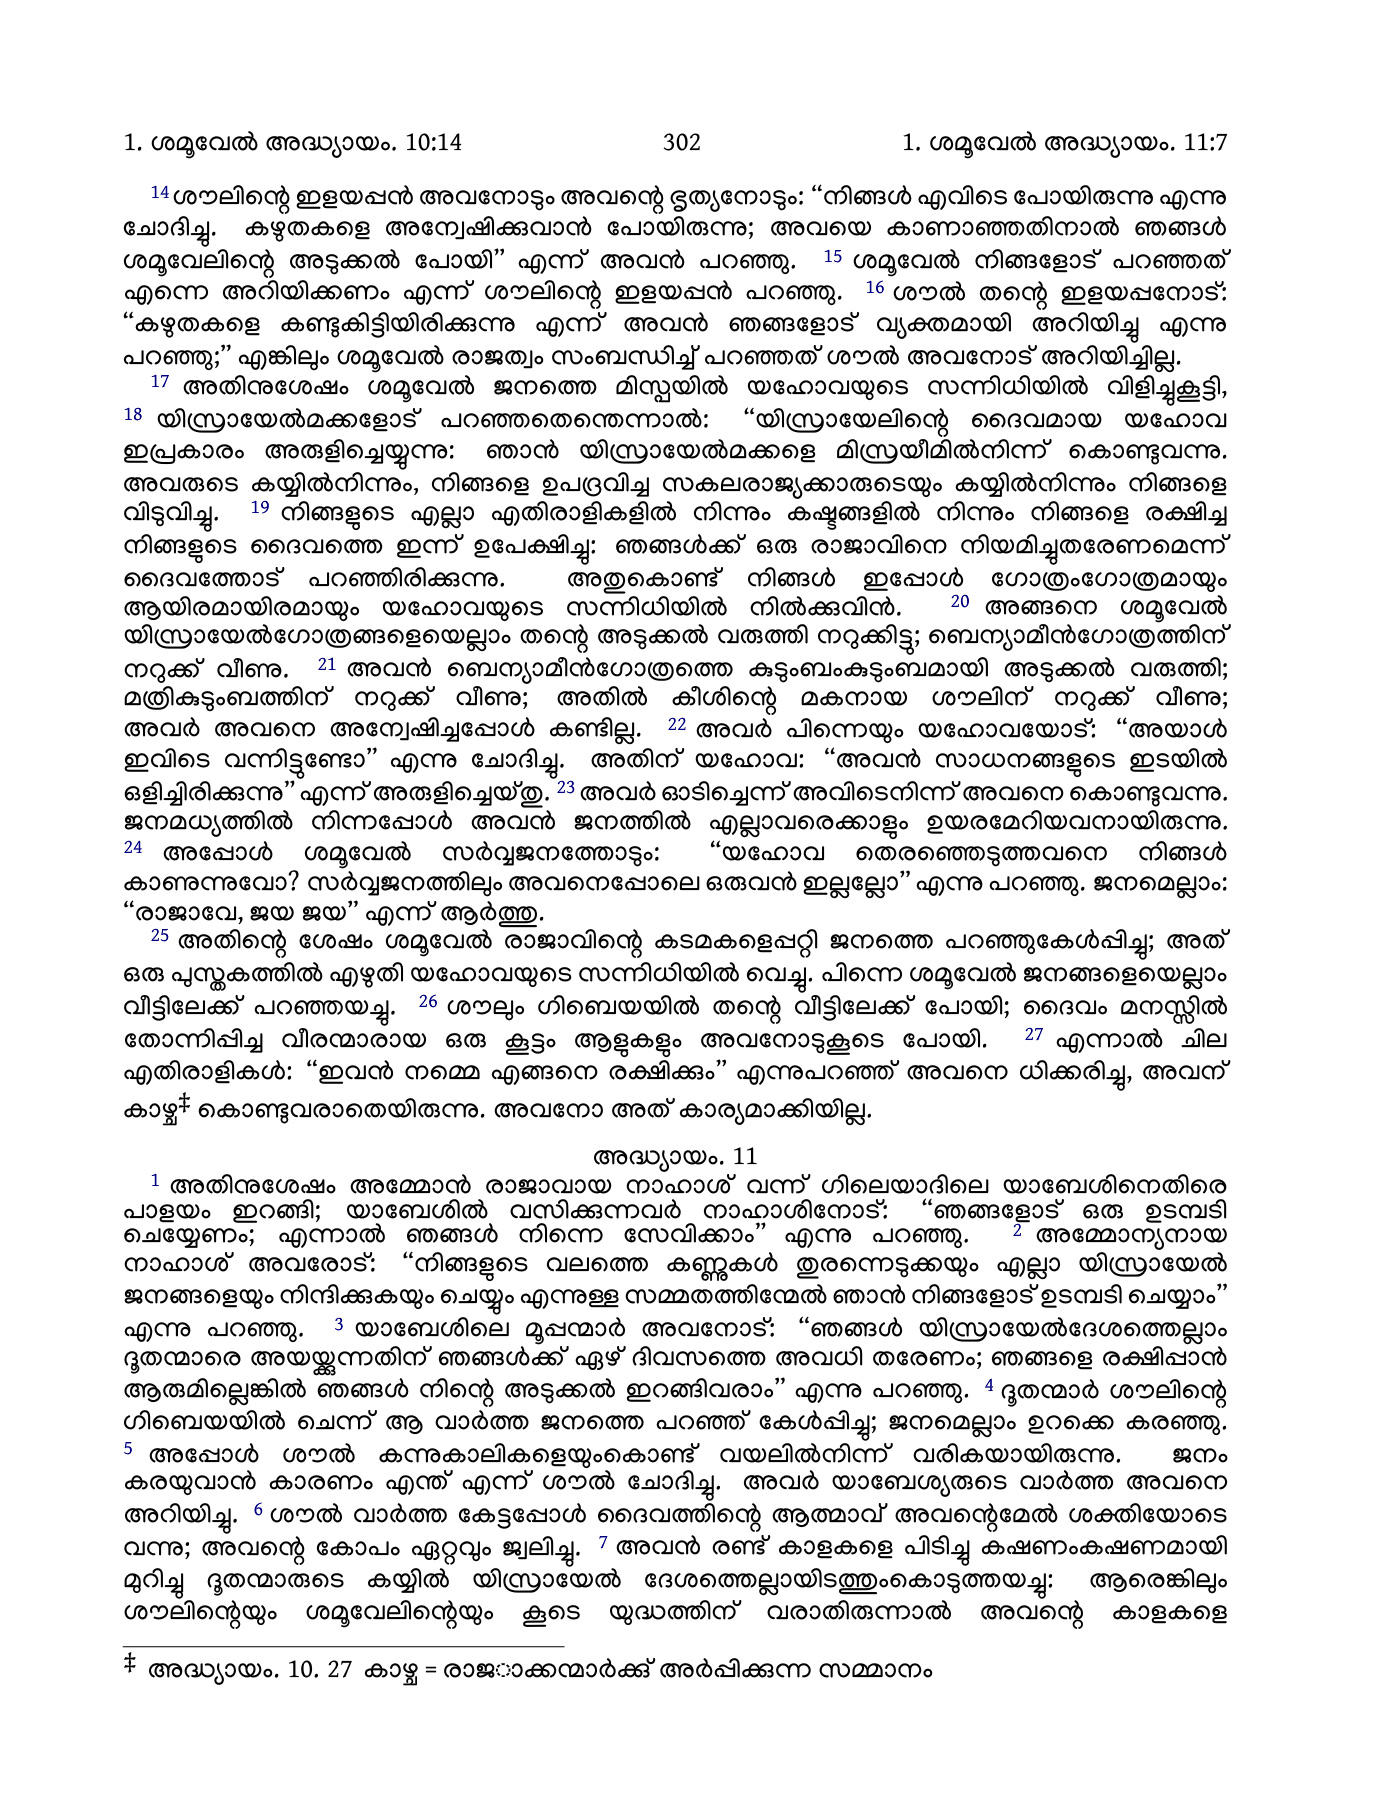 1. ശമൂവേൽ അദ്ധ്യായം. 10:14 302 1. ശമൂവേൽ അദ്ധ്യായം. 11:7
14 ശൗലിന്റെ ഇളയപ്പൻ അവനോടും അവന്റെ ഭൃത്യനോടും: “നിങ്ങൾ എവിടെ പോയിരുന്നു എന്നു
ചോദിച്ചു. കഴുതകളെ അന്വേഷിക്കുവാൻ പോയിരുന്നു; അവയെ കാണാഞ്ഞതിനാൽ ഞങ്ങൾ
ശമൂവേലിന്റെ അടുക്കൽ പോയി” എന്ന് അവൻ പറഞ്ഞു. 15 ശമൂവേൽ നിങ്ങളോട് പറഞ്ഞത്
എന്നെ അറിയിക്കണം എന്ന് ശൗലിന്റെ ഇളയപ്പൻ പറഞ്ഞു. 16 ശൗൽ തന്റെ ഇളയപ്പനോട്:
“കഴുതകളെ കണ്ടുകിട്ടിയിരിക്കുന്നു എന്ന് അവൻ ഞങ്ങളോട് വ്യക്തമായി അറിയിച്ചു എന്നു
പറഞ്ഞു;” എങ്കിലും ശമൂവേൽ രാജത്വം സംബന്ധിച്ച് പറഞ്ഞത് ശൗൽ അവനോട് അറിയിച്ചില്ല.
17 അതിനുശേഷം ശമൂവേൽ ജനത്തെ മിസ്പയിൽ യഹോവയുടെ സന്നിധിയിൽ വിളിച്ചുകൂട്ടി,
18 യിസ്രായേൽമക്കളോട് പറഞ്ഞതെന്തെന്നാൽ: “യിസ്രായേലിന്റെ ദൈവമായ യഹോവ
ഇപ്രകാരം അരുളിച്ചെയ്യുന്നു: ഞാൻ യിസ്രായേൽമക്കളെ മിസ്രയീമിൽനിന്ന് കൊണ്ടുവന്നു.
അവരുടെ കയ്യിൽനിന്നും, നിങ്ങളെ ഉപദ്രവിച്ച സകലരാജ്യക്കാരുടെയും കയ്യിൽനിന്നും നിങ്ങളെ
വിടുവിച്ചു. 19 നിങ്ങളുടെ എല്ലാ എതിരാളികളിൽ നിന്നും കഷ്ടങ്ങളിൽ നിന്നും നിങ്ങളെ രക്ഷിച്ച
നിങ്ങളുടെ ദൈവത്തെ ഇന്ന് ഉപേക്ഷിച്ചു: ഞങ്ങൾക്ക് ഒരു രാജാവിനെ നിയമിച്ചുതരേണമെന്ന്
ദൈവത്തോട് പറഞ്ഞിരിക്കുന്നു. അതുകൊണ്ട് നിങ്ങൾ ഇപ്പോൾ ഗോത്രംഗോത്രമായും
ആയിരമായിരമായും യഹോവയുടെ സന്നിധിയിൽ നിൽക്കുവിൻ. 20 അങ്ങനെ ശമൂവേൽ
യിസ്രായേൽഗോത്രങ്ങളെയെല്ലാം തന്റെ അടുക്കൽ വരുത്തി നറുക്കിട്ടു; ബെന്യാമീൻഗോത്രത്തിന്
നറുക്ക് വീണു. 21 അവൻ ബെന്യാമീൻഗോത്രത്തെ കുടുംബംകുടുംബമായി അടുക്കൽ വരുത്തി;
മത്രികുടുംബത്തിന് നറുക്ക് വീണു; അതിൽ കീശിന്റെ മകനായ ശൗലിന് നറുക്ക് വീണു;
അവർ അവനെ അന്വേഷിച്ചപ്പോൾ കണ്ടില്ല. 22 അവർ പിന്നെയും യഹോവയോട്: “അയാൾ
ഇവിടെ വന്നിട്ടുണ്ടോ” എന്നു ചോദിച്ചു. അതിന് യഹോവ: “അവൻ സാധനങ്ങളുടെ ഇടയിൽ
ഒളിച്ചിരിക്കുന്നു” എന്ന് അരുളിച്ചെയ്തു. 23 അവർ ഓടിച്ചെന്ന് അവിടെനിന്ന് അവനെ കൊണ്ടുവന്നു.
ജനമധ്യത്തിൽ നിന്നപ്പോൾ അവൻ ജനത്തിൽ എല്ലാവരെക്കാളും ഉയരമേറിയവനായിരുന്നു.
24 അപ്പോൾ ശമൂവേൽ സർവ്വജനത്തോടും: “യഹോവ തെരഞ്ഞെടുത്തവനെ നിങ്ങൾ
കാണുന്നുവോ? സർവ്വജനത്തിലും അവനെപ്പോലെ ഒരുവൻ ഇല്ലല്ലോ” എന്നു പറഞ്ഞു. ജനമെല്ലാം:
“രാജാവേ, ജയ ജയ” എന്ന് ആർത്തു.
25 അതിന്റെ ശേഷം ശമൂവേൽ രാജാവിന്റെ കടമകളെപ്പറ്റി ജനത്തെ പറഞ്ഞുകേൾപ്പിച്ചു; അത്
ഒരു പുസ്തകത്തിൽ എഴുതി യഹോവയുടെ സന്നിധിയിൽ വെച്ചു. പിന്നെ ശമൂവേൽ ജനങ്ങളെയെല്ലാം
വീട്ടിലേക്ക് പറഞ്ഞയച്ചു. 26 ശൗലും ഗിബെയയിൽ തന്റെ വീട്ടിലേക്ക് പോയി; ദൈവം മനസ്സിൽ
തോന്നിപ്പിച്ച വീരന്മാരായ ഒരു കൂട്ടം ആളുകളും അവനോടുകൂടെ പോയി. 27 എന്നാൽ ചില
എതിരാളികൾ: “ഇവൻ നമ്മെ എങ്ങനെ രക്ഷിക്കും” എന്നുപറഞ്ഞ് അവനെ ധിക്കരിച്ചു, അവന്
കാഴ്ച‡ കൊണ്ടുവരാതെയിരുന്നു. അവനോ അത് കാര്യമാക്കിയില്ല.
അദ്ധ്യായം. 11
1 അതിനുശേഷം അമ്മോൻ രാജാവായ നാഹാശ് വന്ന് ഗിലെയാദിലെ യാബേശിനെതിരെ
പാളയം ഇറങ്ങി; യാബേശിൽ വസിക്കുന്നവർ നാഹാശിനോട്: “ഞങ്ങളോട് ഒരു ഉടമ്പടി
ചെയ്യേണം; എന്നാൽ ഞങ്ങൾ നിന്നെ സേവിക്കാം” എന്നു പറഞ്ഞു. 2 അമ്മോന്യനായ
നാഹാശ് അവരോട്: “നിങ്ങളുടെ വലത്തെ കണ്ണുകൾ തുരന്നെടുക്കയും എല്ലാ യിസ്രായേൽ
ജനങ്ങളെയും നിന്ദിക്കുകയും ചെയ്യും എന്നുള്ള സമ്മതത്തിന്മേൽ ഞാൻ നിങ്ങളോട് ഉടമ്പടി ചെയ്യാം”
എന്നു പറഞ്ഞു. 3 യാബേശിലെ മൂപ്പന്മാർ അവനോട്: “ഞങ്ങൾ യിസ്രായേൽദേശത്തെല്ലാം
ദൂതന്മാരെ അയയ്ക്കുന്നതിന് ഞങ്ങൾക്ക് ഏഴ് ദിവസത്തെ അവധി തരേണം; ഞങ്ങളെ രക്ഷിപ്പാൻ
ആരുമില്ലെങ്കിൽ ഞങ്ങൾ നിന്റെ അടുക്കൽ ഇറങ്ങിവരാം” എന്നു പറഞ്ഞു. 4 ദൂതന്മാർ ശൗലിന്റെ
ഗിബെയയിൽ ചെന്ന് ആ വാർത്ത ജനത്തെ പറഞ്ഞ് കേൾപ്പിച്ചു; ജനമെല്ലാം ഉറക്കെ കരഞ്ഞു.
5 അപ്പോൾ ശൗൽ കന്നുകാലികളെയുംകൊണ്ട് വയലിൽനിന്ന് വരികയായിരുന്നു. ജനം
കരയുവാൻ കാരണം എന്ത് എന്ന് ശൗൽ ചോദിച്ചു. അവർ യാബേശ്യരുടെ വാർത്ത അവനെ
അറിയിച്ചു. 6 ശൗൽ വാർത്ത കേട്ടപ്പോൾ ദൈവത്തിന്റെ ആത്മാവ് അവന്റെമേൽ ശക്തിയോടെ
വന്നു; അവന്റെ കോപം ഏറ്റവും ജ്വലിച്ചു. 7 അവൻ രണ്ട് കാളകളെ പിടിച്ചു കഷണംകഷണമായി
മുറിച്ചു ദൂതന്മാരുടെ കയ്യിൽ യിസ്രായേൽ ദേശത്തെല്ലായിടത്തുംകൊടുത്തയച്ചു: ആരെങ്കിലും
ശൗലിന്റെയും ശമൂവേലിന്റെയും കൂടെ യുദ്ധത്തിന് വരാതിരുന്നാൽ അവന്റെ കാളകളെ
‡ അദ്ധ്യായം. 10. 27 കാഴ്ച = രാജ◌ാക്കന്മാർക്കു് അർപ്പിക്കുന്ന സമ്മാനം